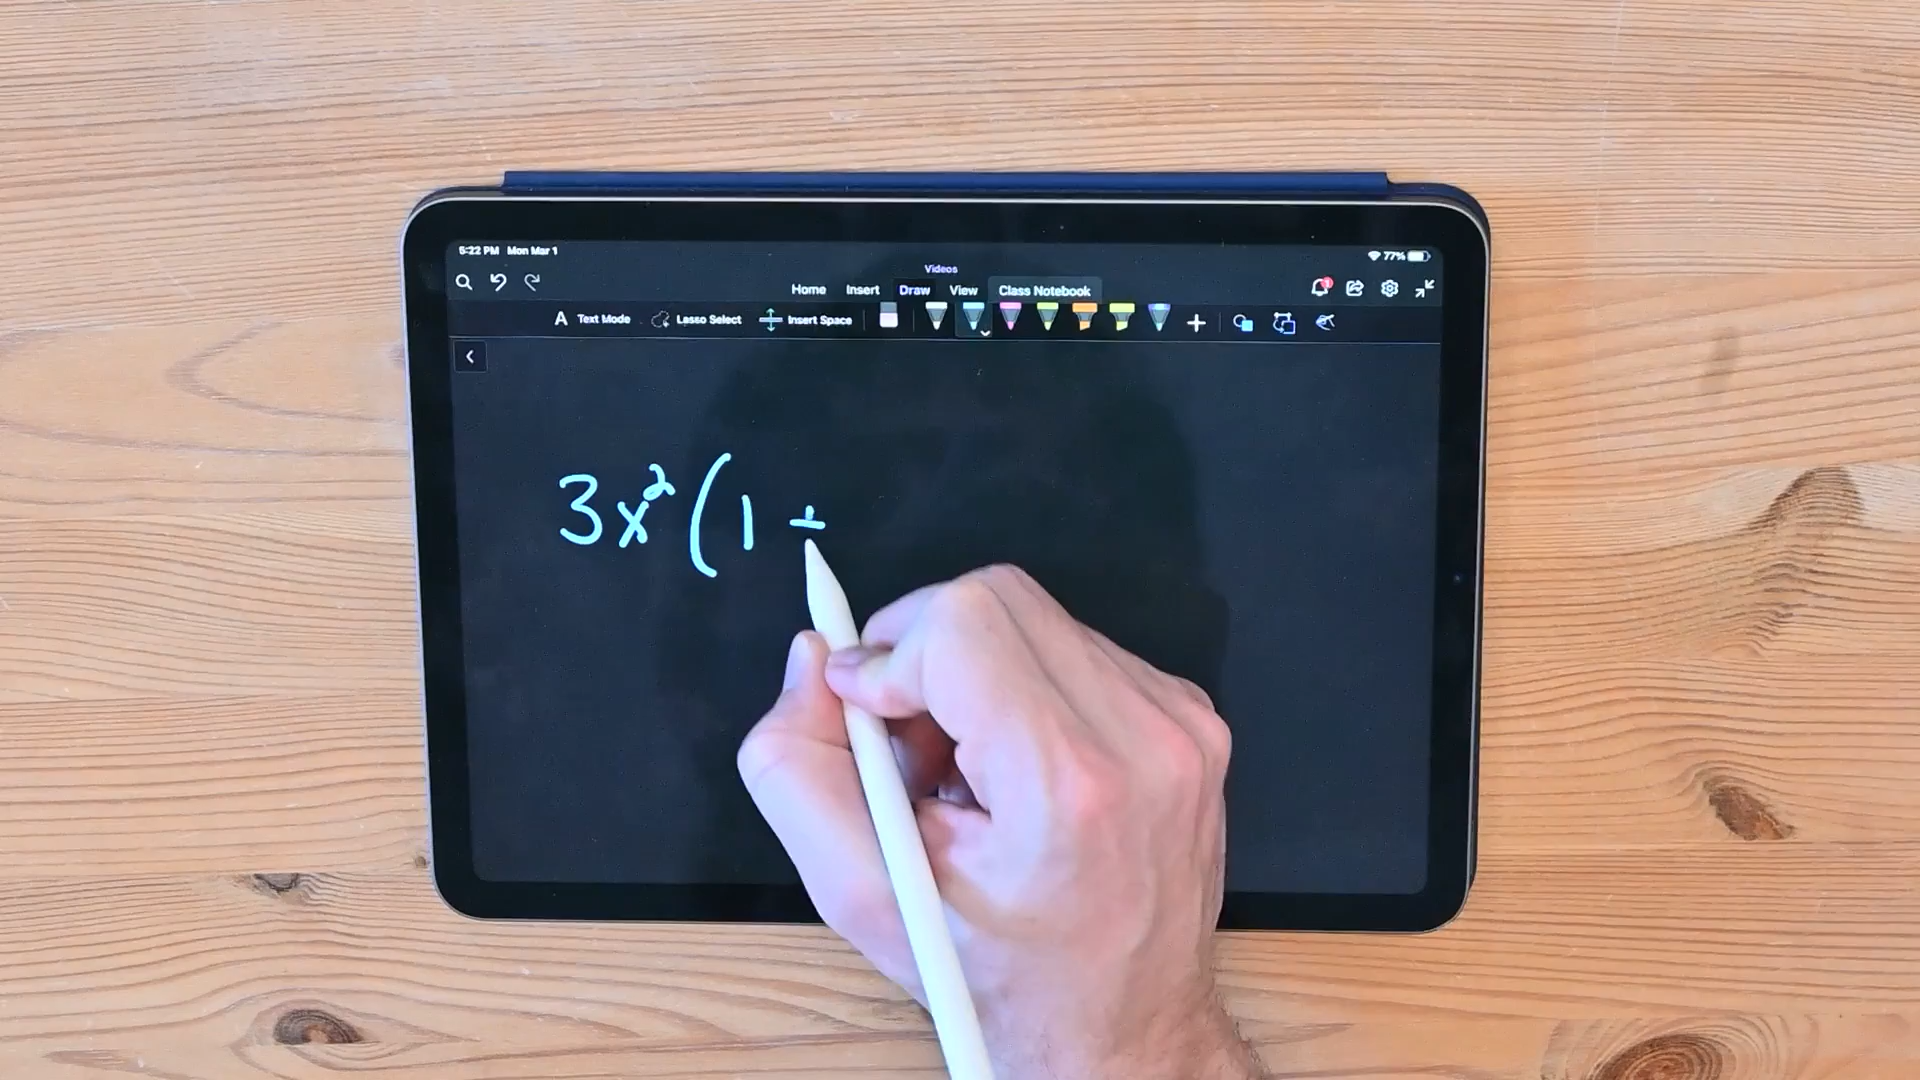 5:22 PM Mon Mar 1
77%
Videos
Home Insert Draw View Class Notebook
A Text Mode Lasso Select Insert Space
3x²(1 +